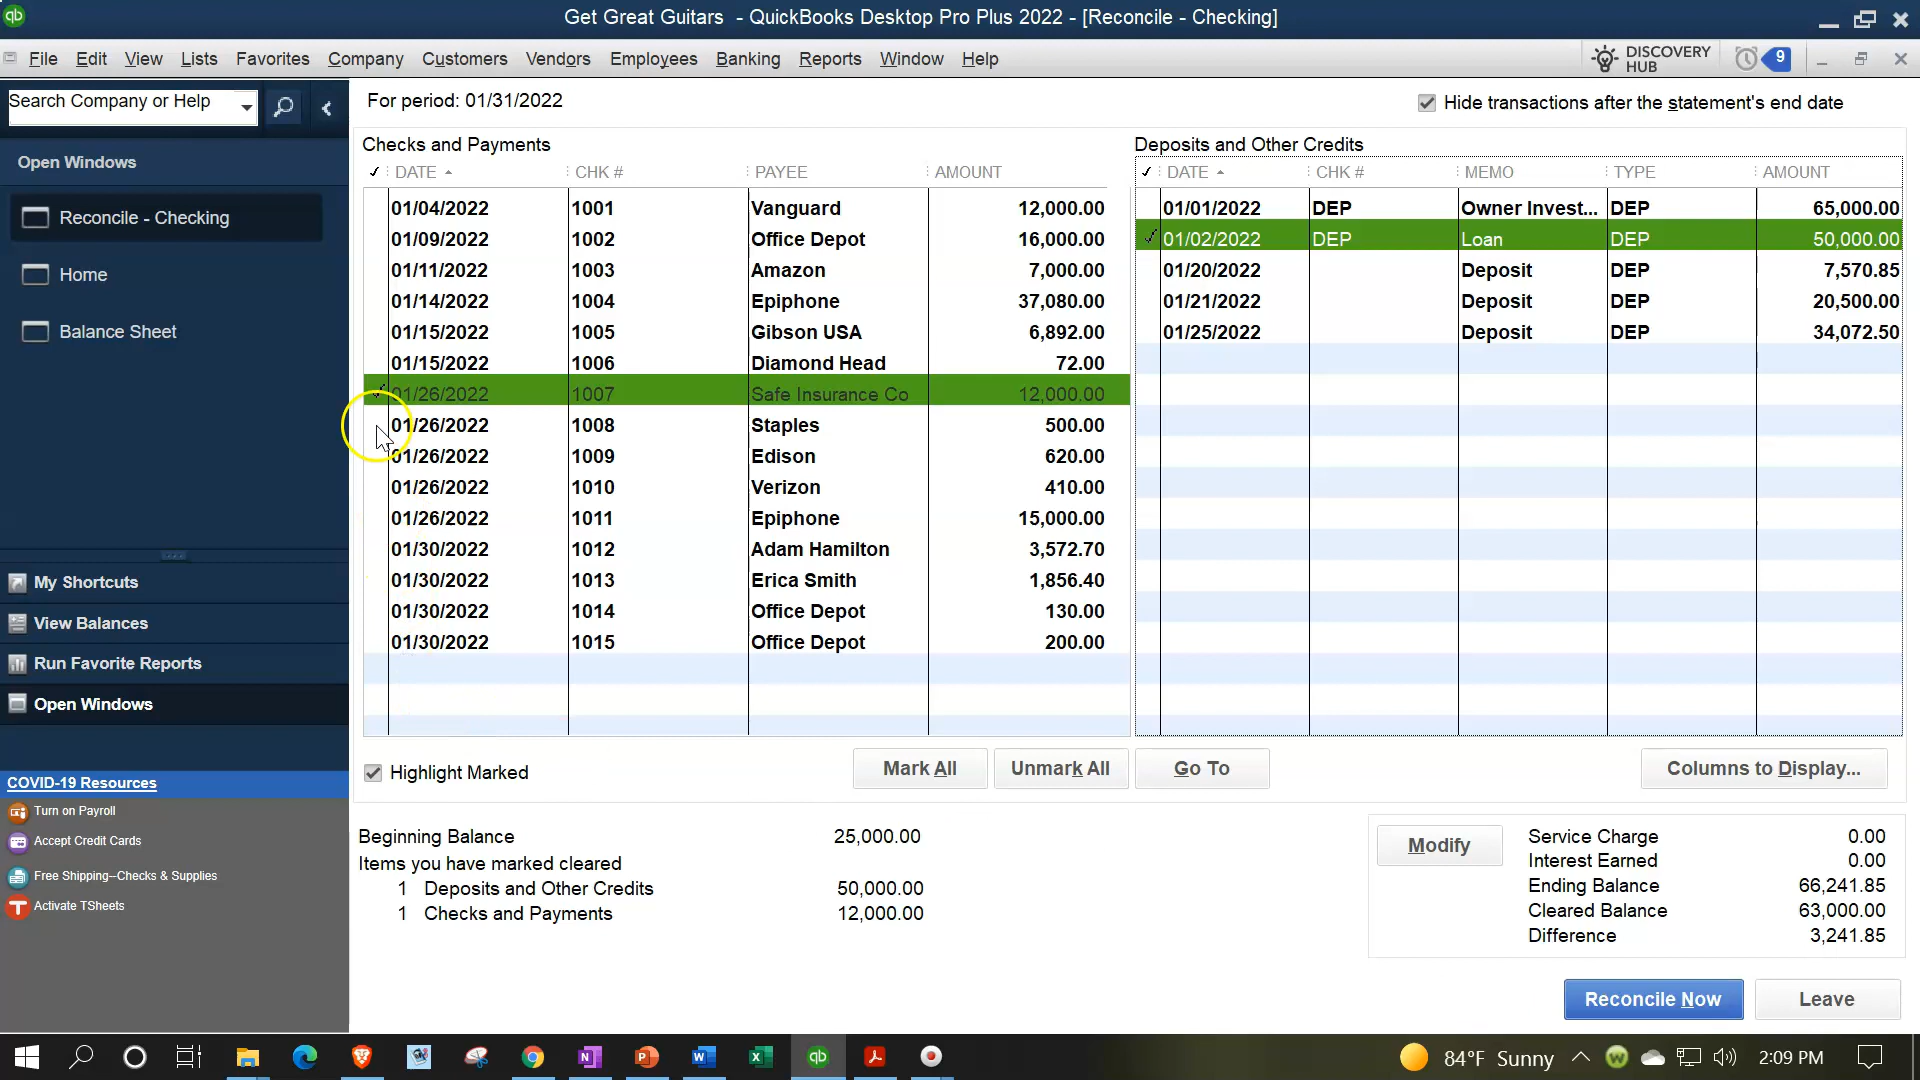 qb
Get Great Guitars - QuickBooks Desktop Pro Plus 2022 - [Reconcile - Checking]
File Edit View Lists Favorites Company Customers Vendors Employees Banking Reports Window Help
DISCOVERY
HUB
9
Search Company or Help
For period: 01/31/2022
Hide transactions after the statement's end date
Open Windows
Reconcile - Checking
Home
Balance Sheet
My Shortcuts
View Balances
Run Favorite Reports
Open Windows
COVID-19 Resources
Turn on Payroll
Accept Credit Cards
Free Shipping--Checks & Supplies
Activate TSheets
Checks and Payments
✓ DATE CHK # PAYEE AMOUNT
01/04/2022 1001 Vanguard 12,000.00
01/09/2022 1002 Office Depot 16,000.00
01/11/2022 1003 Amazon 7,000.00
01/14/2022 1004 Epiphone 37,080.00
01/15/2022 1005 Gibson USA 6,892.00
01/15/2022 1006 Diamond Head 72.00
✓ 01/26/2022 1007 Safe Insurance Co 12,000.00
01/26/2022 1008 Staples 500.00
01/26/2022 1009 Edison 620.00
01/26/2022 1010 Verizon 410.00
01/26/2022 1011 Epiphone 15,000.00
01/30/2022 1012 Adam Hamilton 3,572.70
01/30/2022 1013 Erica Smith 1,856.40
01/30/2022 1014 Office Depot 130.00
01/30/2022 1015 Office Depot 200.00
Deposits and Other Credits
✓ DATE CHK # MEMO TYPE AMOUNT
01/01/2022 DEP Owner Invest... DEP 65,000.00
✓ 01/02/2022 DEP Loan DEP 50,000.00
01/20/2022 Deposit DEP 7,570.85
01/21/2022 Deposit DEP 20,500.00
01/25/2022 Deposit DEP 34,072.50
Highlight Marked
Mark All Unmark All Go To Columns to Display...
Beginning Balance 25,000.00
Items you have marked cleared
1 Deposits and Other Credits 50,000.00
1 Checks and Payments 12,000.00
Modify
Service Charge 0.00
Interest Earned 0.00
Ending Balance 66,241.85
Cleared Balance 63,000.00
Difference 3,241.85
Reconcile Now Leave
84°F Sunny 2:09 PM